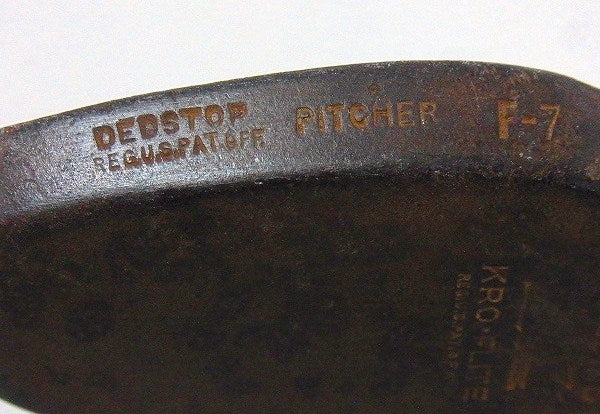 DEDSTOP PITCHER F-7
REG.U.S.PAT.OFF.
KRO-FLITE